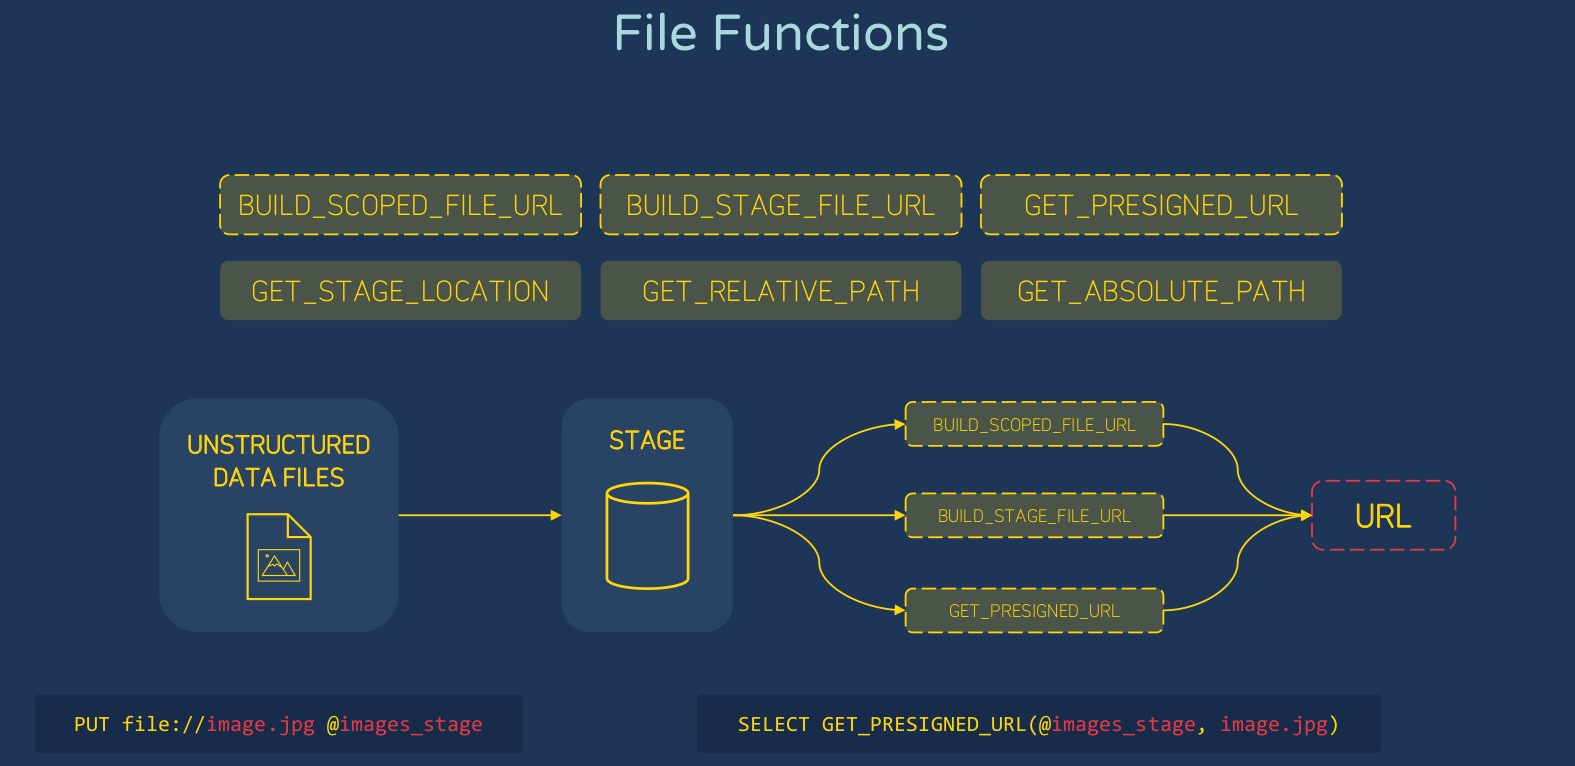 File Functions
BUILD_SCOPED_FILE_URL
BUILD_STAGE_FILE_URL
GET_PRESIGNED_URL
GET_STAGE_LOCATION
GET_RELATIVE_PATH
GET_ABSOLUTE_PATH
UNSTRUCTURED
DATA FILES
STAGE
BUILD_SCOPED_FILE_URL
BUILD_STAGE_FILE_URL
GET_PRESIGNED_URL
URL
PUT file://image.jpg @images_stage
SELECT GET_PRESIGNED_URL(@images_stage, image.jpg)